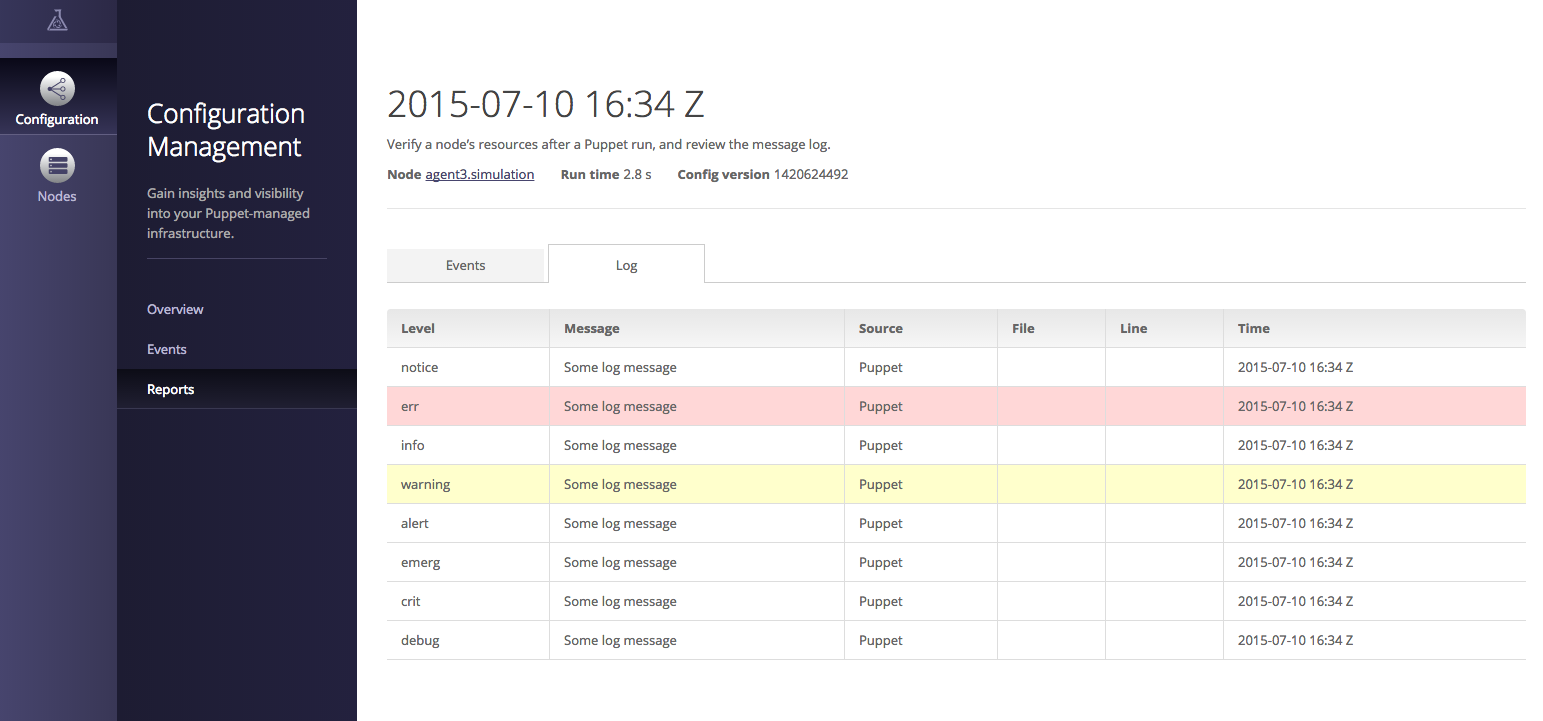 Configuration
Nodes
Configuration
Management
Gain insights and visibility
into your Puppet-managed
infrastructure.
Overview
Events
Reports
2015-07-10 16:34 Z
Verify a node’s resources after a Puppet run, and review the message log.
Node agent3.simulation Run time 2.8 s Config version 1420624492
Events Log
Level Message Source File Line Time
notice Some log message Puppet 2015-07-10 16:34 Z
err Some log message Puppet 2015-07-10 16:34 Z
info Some log message Puppet 2015-07-10 16:34 Z
warning Some log message Puppet 2015-07-10 16:34 Z
alert Some log message Puppet 2015-07-10 16:34 Z
emerg Some log message Puppet 2015-07-10 16:34 Z
crit Some log message Puppet 2015-07-10 16:34 Z
debug Some log message Puppet 2015-07-10 16:34 Z